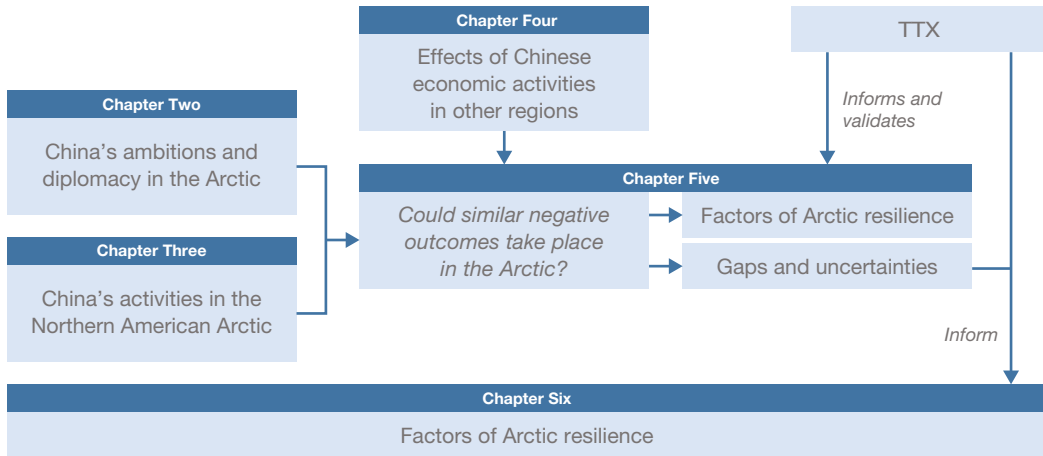 Chapter Four
Effects of Chinese
economic activities
in other regions
TTX
Chapter Two
China's ambitions and
diplomacy in the Arctic
Informs and
validates
Chapter Five
Could similar negative
outcomes take place
in the Arctic?
Factors of Arctic resilience
Gaps and uncertainties
Chapter Three
China's activities in the
Northern American Arctic
Inform
Chapter Six
Factors of Arctic resilience